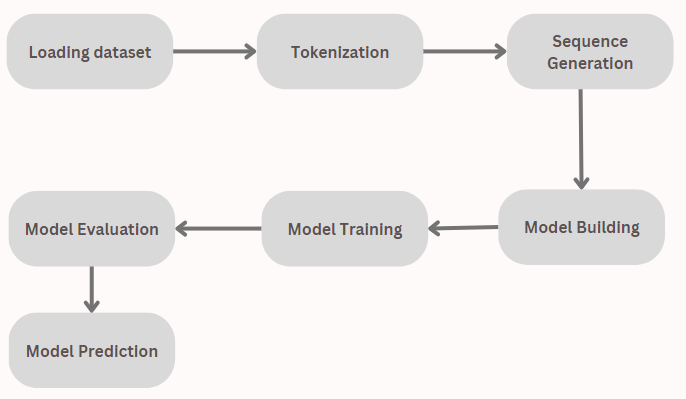 Loading dataset
Tokenization
Sequence
Generation
Model Building
Model Training
Model Evaluation
Model Prediction